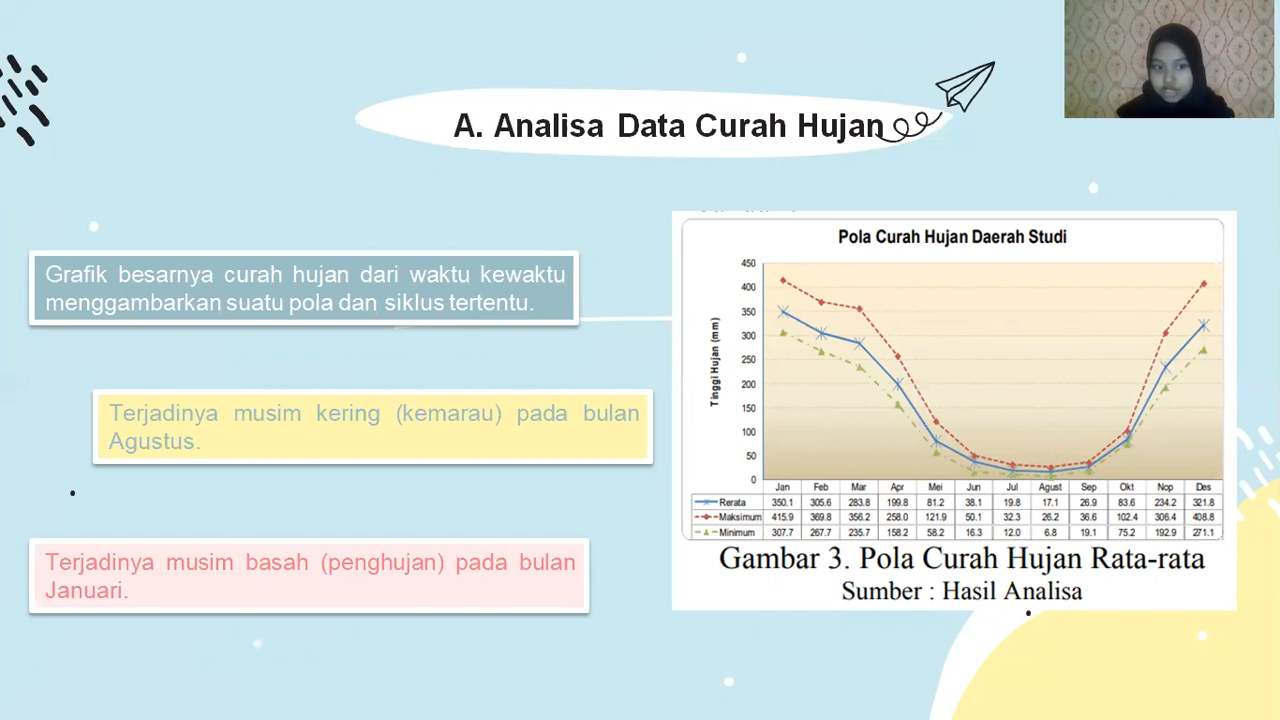 A. Analisa Data Curah Hujan
Grafik besarnya curah hujan dari waktu kewaktu
menggambarkan suatu pola dan siklus tertentu.
Terjadinya musim kering (kemarau) pada bulan
Agustus.
Terjadinya musim basah (penghujan) pada bulan
Januari.
Pola Curah Hujan Daerah Studi
Tinggi Hujan (mm)
450
400
350
300
250
200
150
100
50
0
Jan Feb Mar Apr Mei Jun Jul Agust Sep Okt Nop Des
Rerata 350.1 305.6 283.8 199.8 81.2 38.1 19.8 17.1 26.9 83.6 234.2 321.8
Maksimum 415.9 369.8 356.2 258.0 121.9 50.1 32.3 26.2 36.6 102.4 306.4 408.8
Minimum 307.7 267.7 235.7 158.2 58.2 16.3 12.0 6.8 19.1 75.2 192.9 271.1
Gambar 3. Pola Curah Hujan Rata-rata
Sumber : Hasil Analisa